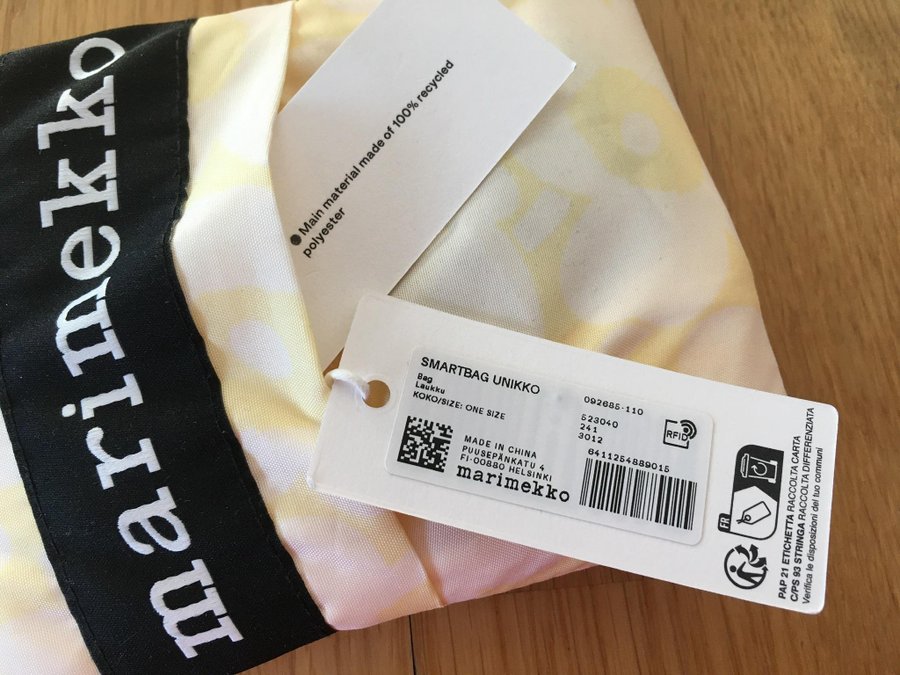 marimekko
● Main material made of 100% recycled
polyester
SMARTBAG UNIKKO
Bag
Laukku
KOKO/SIZE: ONE SIZE
092685-110
523040
241
3012
RFID
MADE IN CHINA
PUUSEPÄNKATU 4
FI-00880 HELSINKI
marimekko
6411254889015
FR
PAP 21 ETICHETTA RACCOLTA CARTA
C/PS 93 STRINGA RACCOLTA DIFFERENZIATA
Verifica le disposizioni del tuo comune